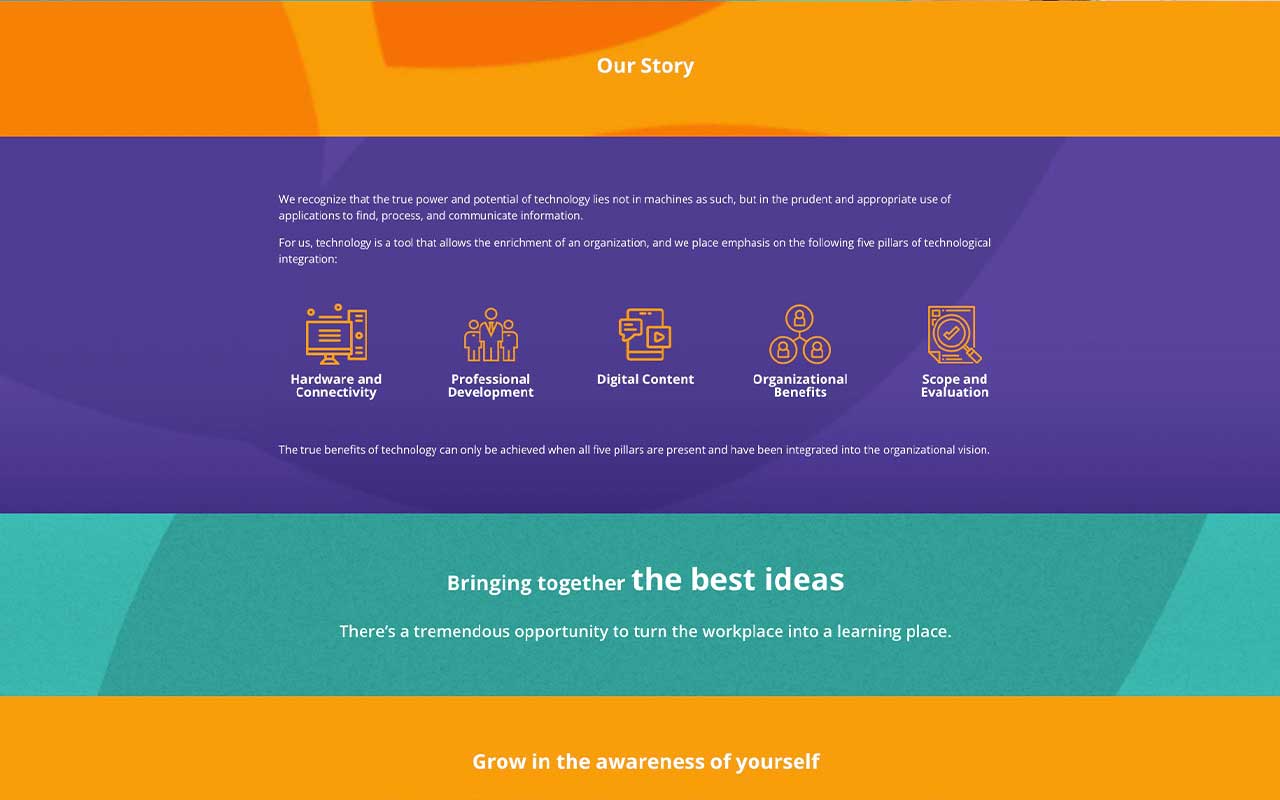 Our Story
We recognize that the true power and potential of technology lies not in machines as such, but in the prudent and appropriate use of
applications to find, process, and communicate information.
For us, technology is a tool that allows the enrichment of an organization, and we place emphasis on the following five pillars of technological
integration:
Hardware and
Connectivity
Professional
Development
Digital Content
Organizational
Benefits
Scope and
Evaluation
The true benefits of technology can only be achieved when all five pillars are present and have been integrated into the organizational vision.
Bringing together the best ideas
There’s a tremendous opportunity to turn the workplace into a learning place.
Grow in the awareness of yourself